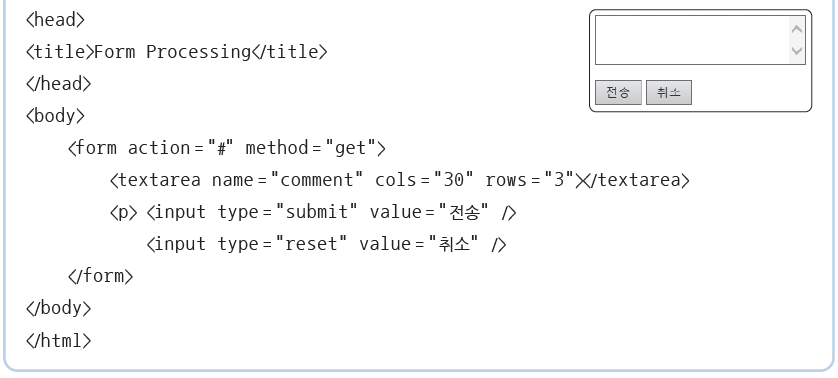 <head>
<title>Form Processing</title>
</head>
<body>
<form action="#" method="get">
<textarea name="comment" cols="30" rows="3"></textarea>
<p> <input type="submit" value="전송" />
<input type="reset" value="취소" />
</form>
</body>
</html>
전송 취소